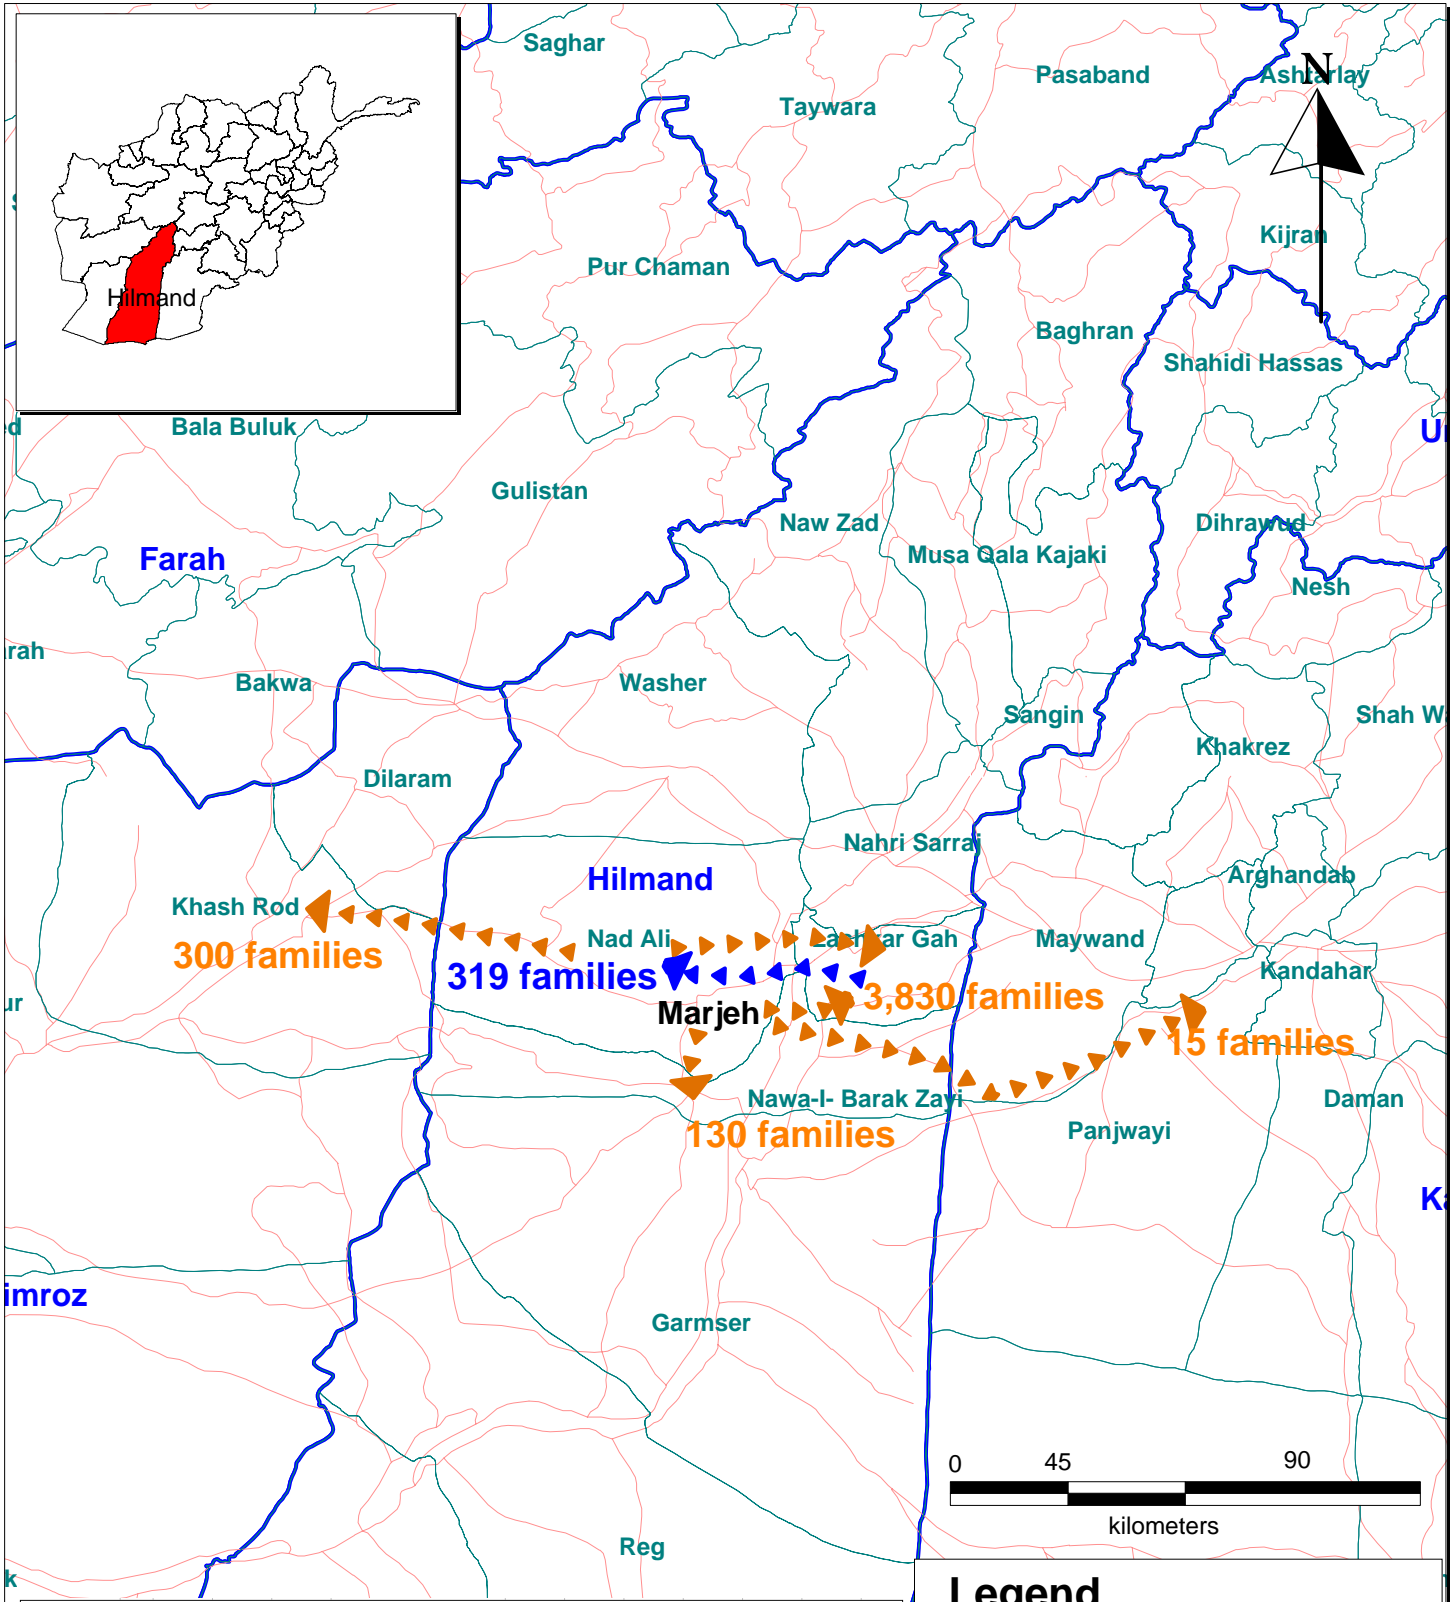 Saghar
Taywara
Pasaband
Ashtarlay
N
Kijran
Pur Chaman
Hilmand
Baghran
Shahidi Hassas
Bala Buluk
Gulistan
Naw Zad
Dihrawud
Farah
Musa Qala Kajaki
Nesh
Bakwa
Washer
Sangin
Shah W
Khakrez
Dilaram
Nahri Sarraj
Hilmand
Arghandab
Khash Rod
Nad Ali
Lashkar Gah
Maywand
300 families
319 families
Kandahar
3,830 families
Marjeh
15 families
Nawa-I- Barak Zayi
Daman
130 families
Panjwayi
imroz
Garmser
0 45 90
kilometers
Reg
Legend